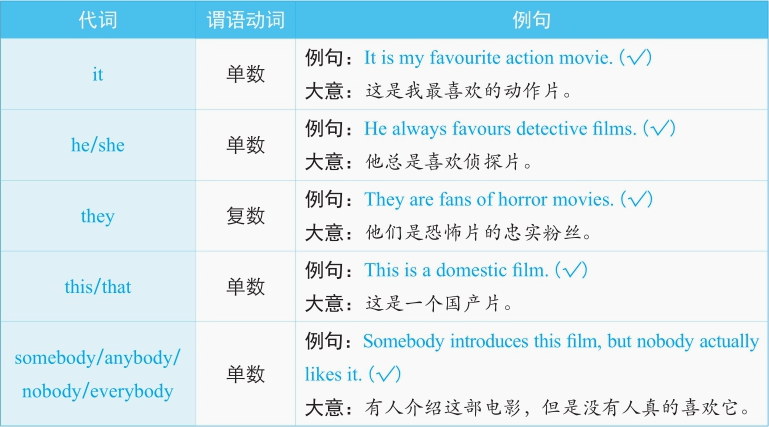 代词 谓语动词 例句
it 单数 例句：It is my favourite action movie. (√)
大意：这是我最喜欢的动作片。
he/she 单数 例句：He always favours detective films. (√)
大意：他总是喜欢侦探片。
they 复数 例句：They are fans of horror movies. (√)
大意：他们是恐怖片的忠实粉丝。
this/that 单数 例句：This is a domestic film. (√)
大意：这是一个国产片。
somebody/anybody/
nobody/everybody
单数
例句：Somebody introduces this film, but nobody actually
likes it. (√)
大意：有人介绍这部电影，但是没有人真的喜欢它。